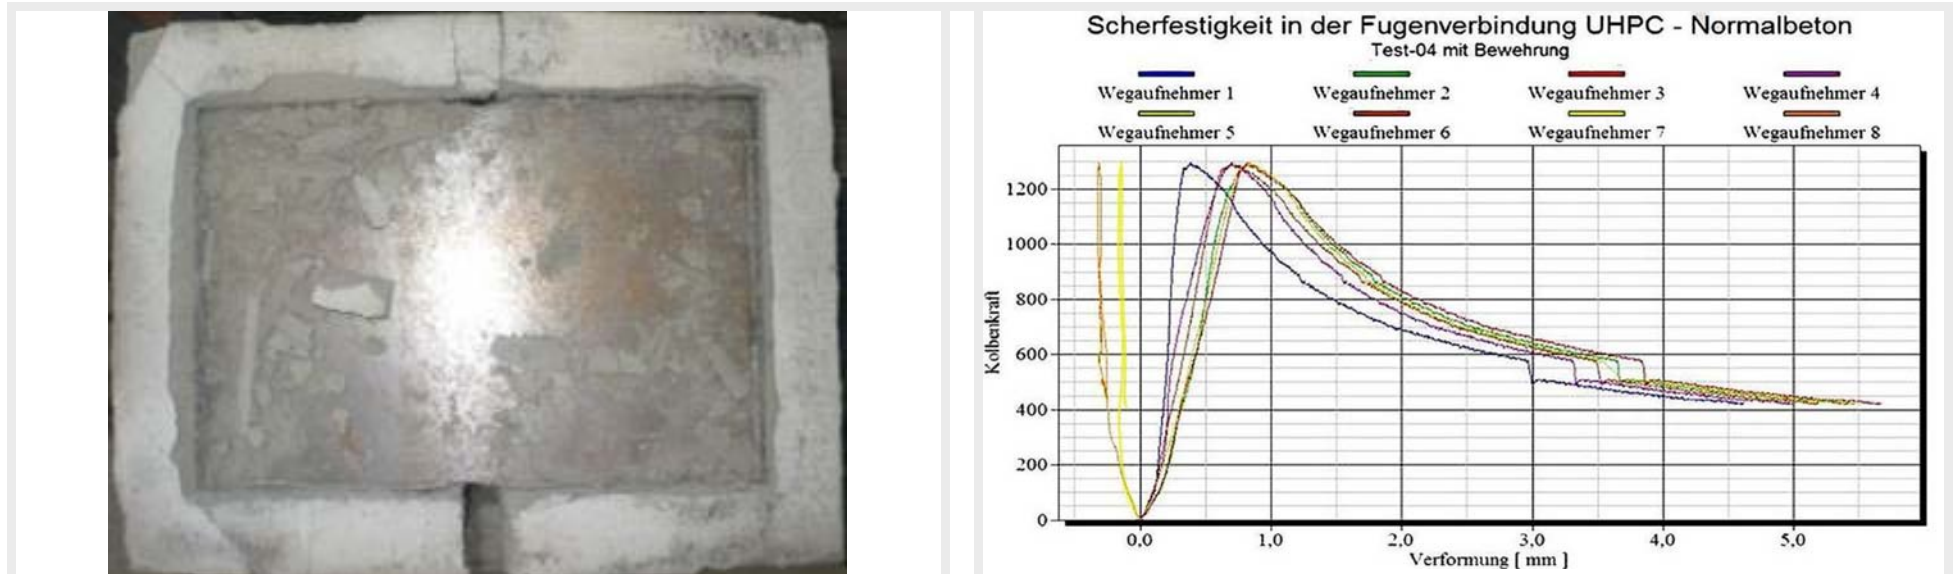 Scherfestigkeit in der Fugenverbindung UHPC - Normalbeton
Test-04 mit Bewehrung
Wegaufnehmer 1 Wegaufnehmer 2 Wegaufnehmer 3 Wegaufnehmer 4
Wegaufnehmer 5 Wegaufnehmer 6 Wegaufnehmer 7 Wegaufnehmer 8
Kolbenkraft
1200
1000
800
600
400
200
0
0,0 1,0 2,0 3,0 4,0 5,0
Verformung [ mm ]